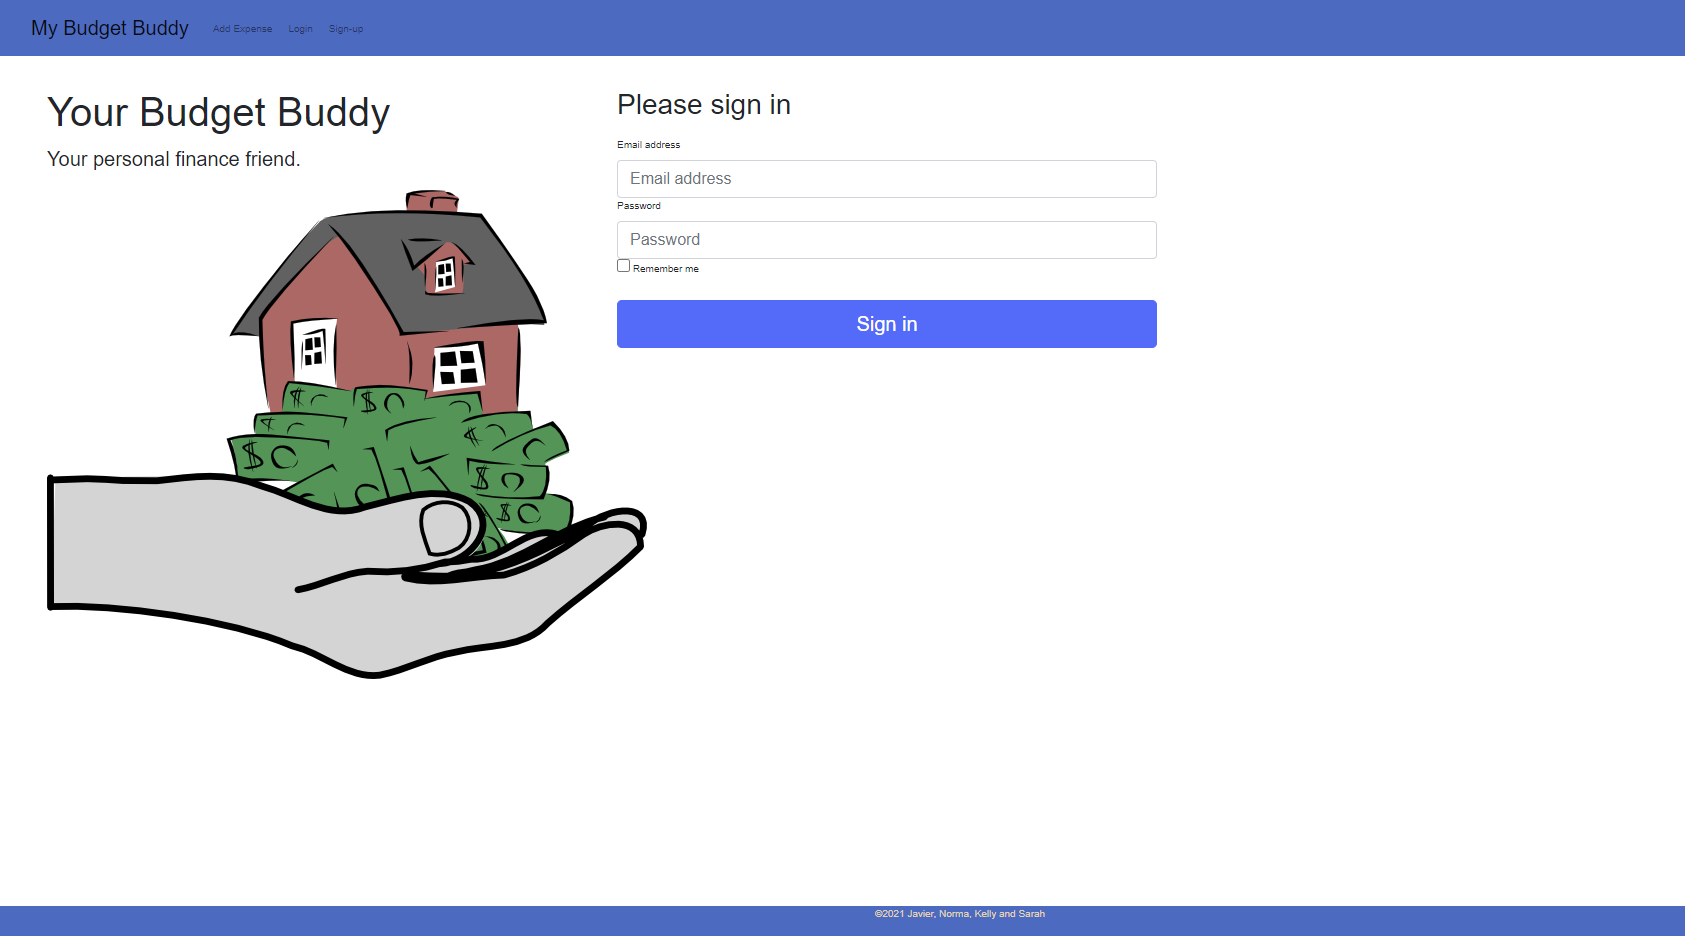 My Budget Buddy Add Expense Login Sign-up
Your Budget Buddy
Your personal finance friend.
Please sign in
Email address
Email address
Password
Password
Remember me
Sign in
$
$
$
$
$
©2021 Javier, Norma, Kelly and Sarah